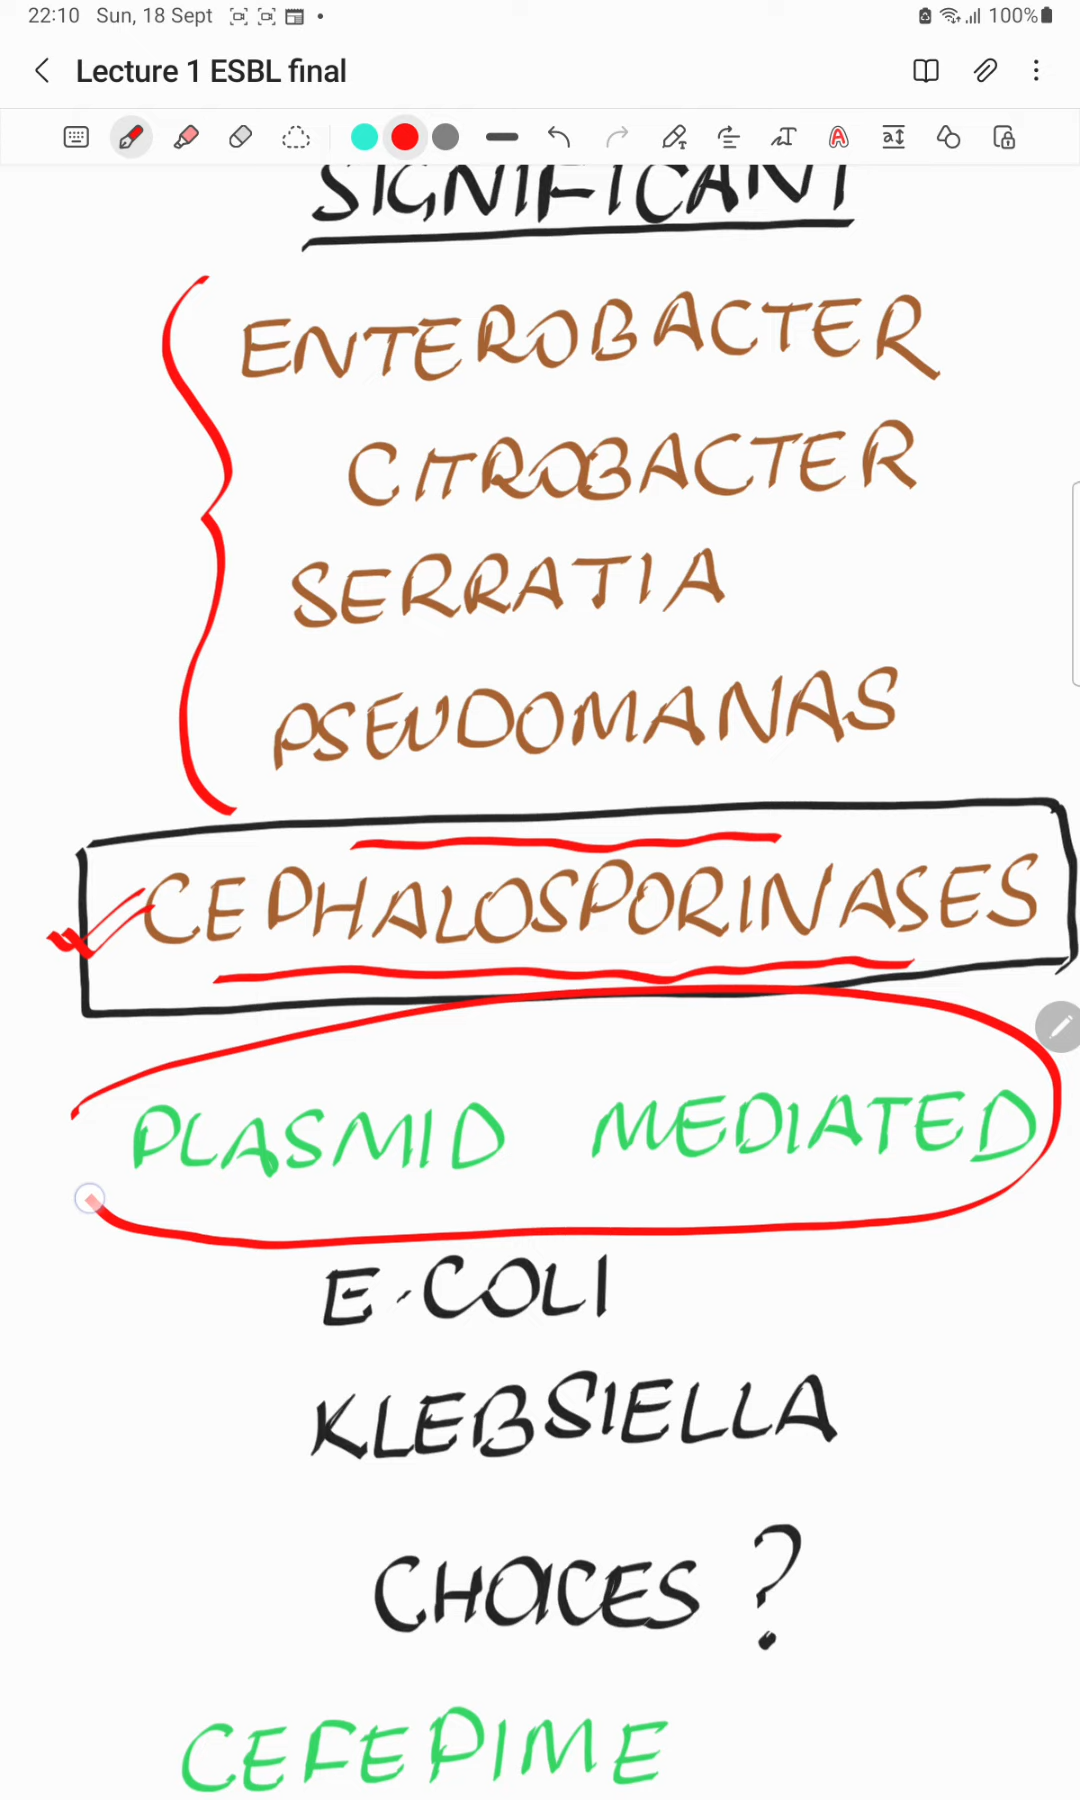 22:10 Sun, 18 Sept 100%
Lecture 1 ESBL final
SIGNIFICANT
ENTEROBACTER
CITROBACTER
SERRATIA
PSEUDOMANAS
CEPHALOSPORINASES
PLASMID MEDIATED
E.COLI
KLEBSIELLA
CHOICES ?
CEFEPIME